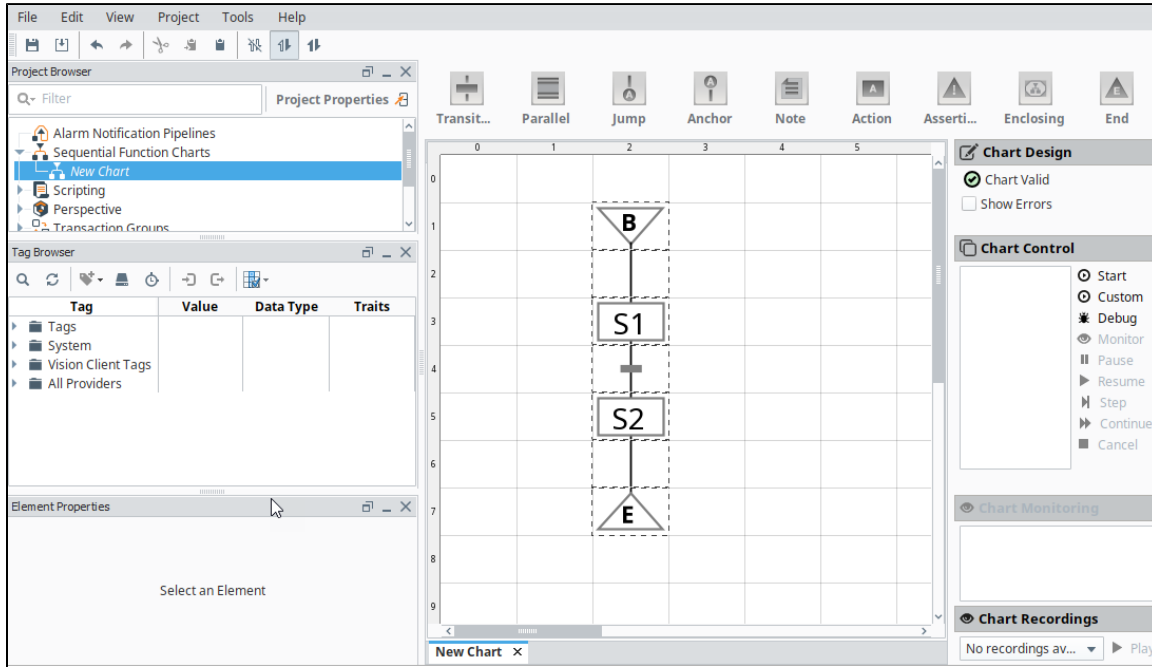 File Edit View Project Tools Help
Project Browser
Filter
Project Properties
Alarm Notification Pipelines
Sequential Function Charts
New Chart
Scripting
Perspective
Transaction Groups
Tag Browser
Tag Value Data Type Traits
Tags
System
Vision Client Tags
All Providers
Element Properties
Select an Element
Transit... Parallel Jump Anchor Note Action Asserti... Enclosing End
0 1 2 3 4 5
0
1
B
2
3
S1
4
5
S2
6
7
E
8
9
New Chart
Chart Design
Chart Valid
Show Errors
Chart Control
Start
Custom
Debug
Monitor
Pause
Resume
Step
Continue
Cancel
Chart Monitoring
Chart Recordings
No recordings av... Play